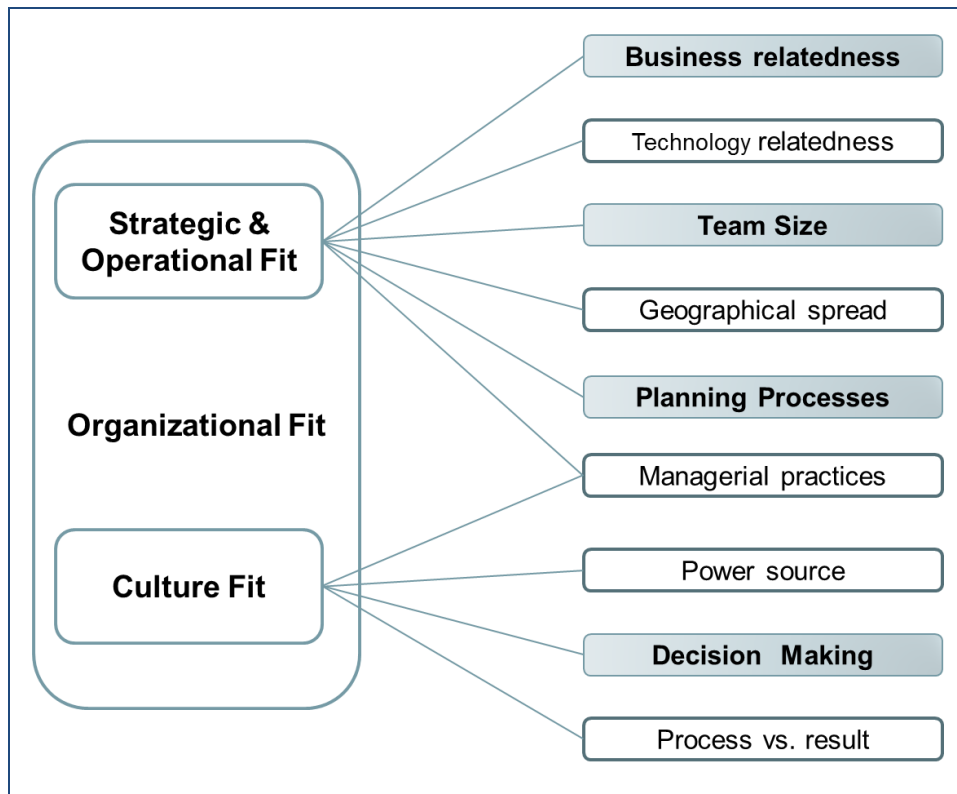 Strategic &
Operational Fit
Organizational Fit
Culture Fit
Business relatedness
Technology relatedness
Team Size
Geographical spread
Planning Processes
Managerial practices
Power source
Decision Making
Process vs. result